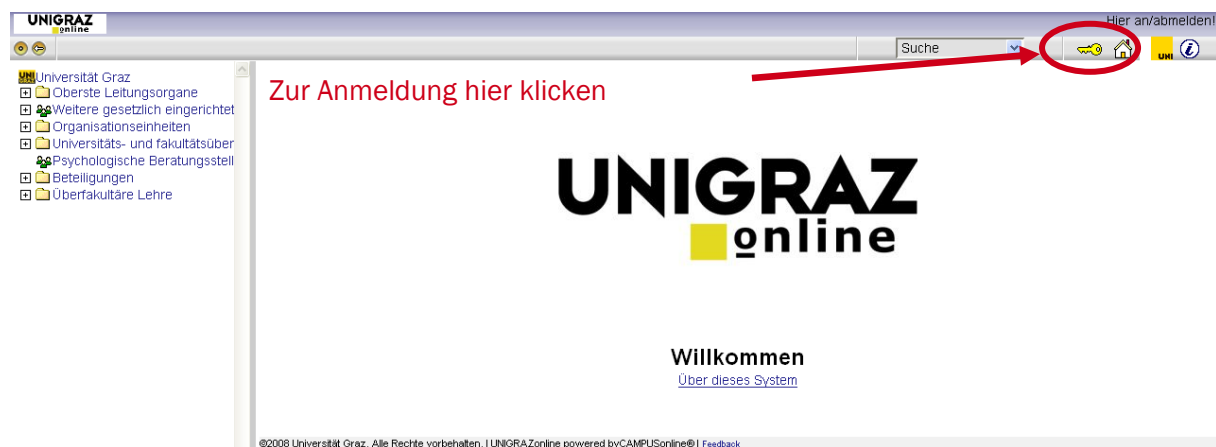 UNIGRAZ
online
Hier an/abmelden!
Suche
UNI
i
UNI Universität Graz
Oberste Leitungsorgane
Weitere gesetzlich eingerichtet
Organisationseinheiten
Universitäts- und fakultätsüber
Psychologische Beratungsstell
Beteiligungen
Überfakultäre Lehre
Zur Anmeldung hier klicken
UNIGRAZ
online
Willkommen
Über dieses System
©2008 Universität Graz. Alle Rechte vorbehalten. | UNIGRAZonline powered byCAMPUSonline® | Feedback